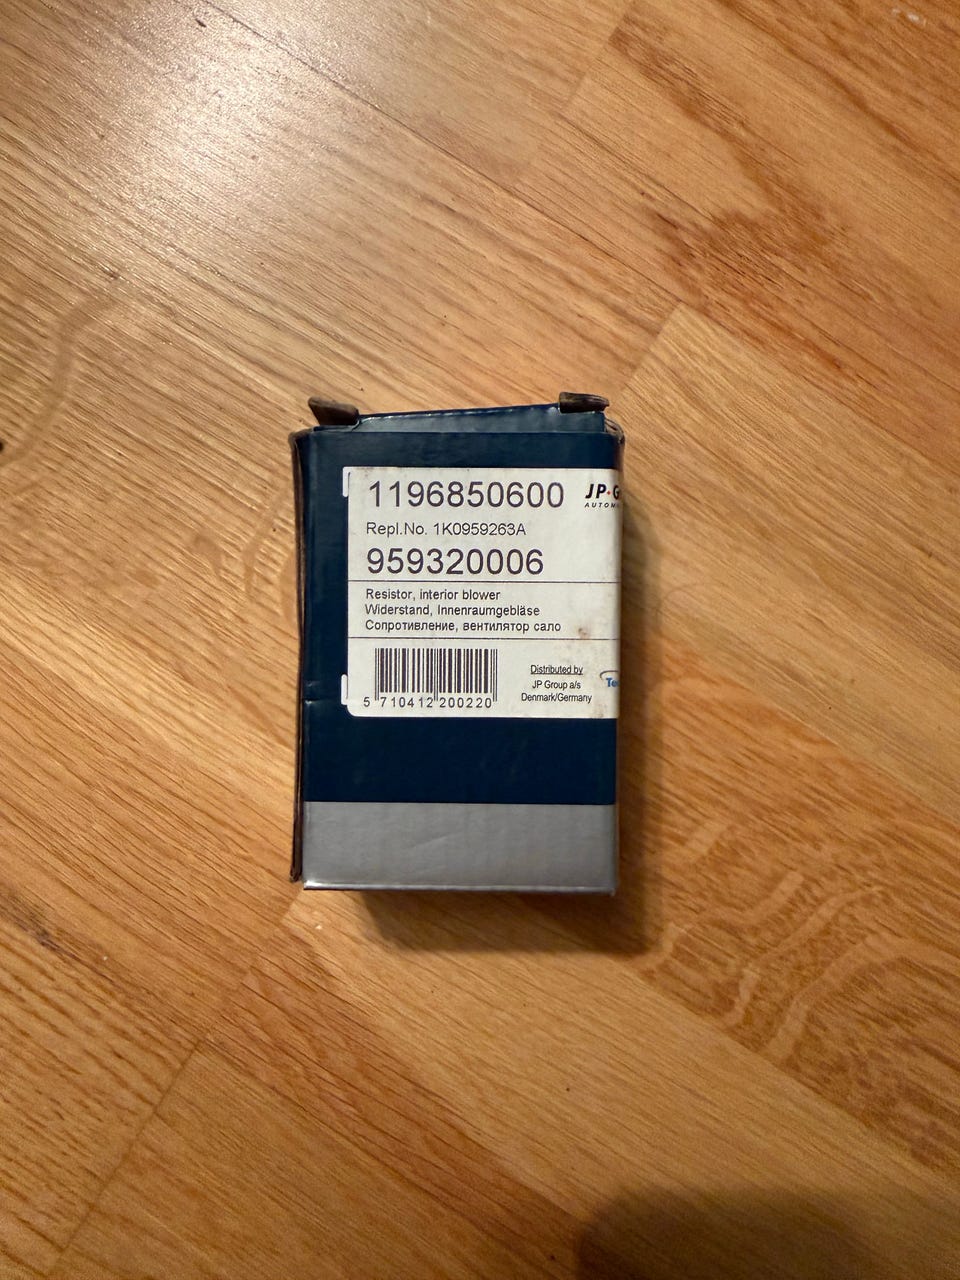 1196850600
JP
Repl.No. 1K0959263A
959320006
Resistor, interior blower
Widerstand, Innenraumgebläse
Сопротивление, вентилятор сало
Distributed by
JP Group a/s
Denmark/Germany
5 710412 200220